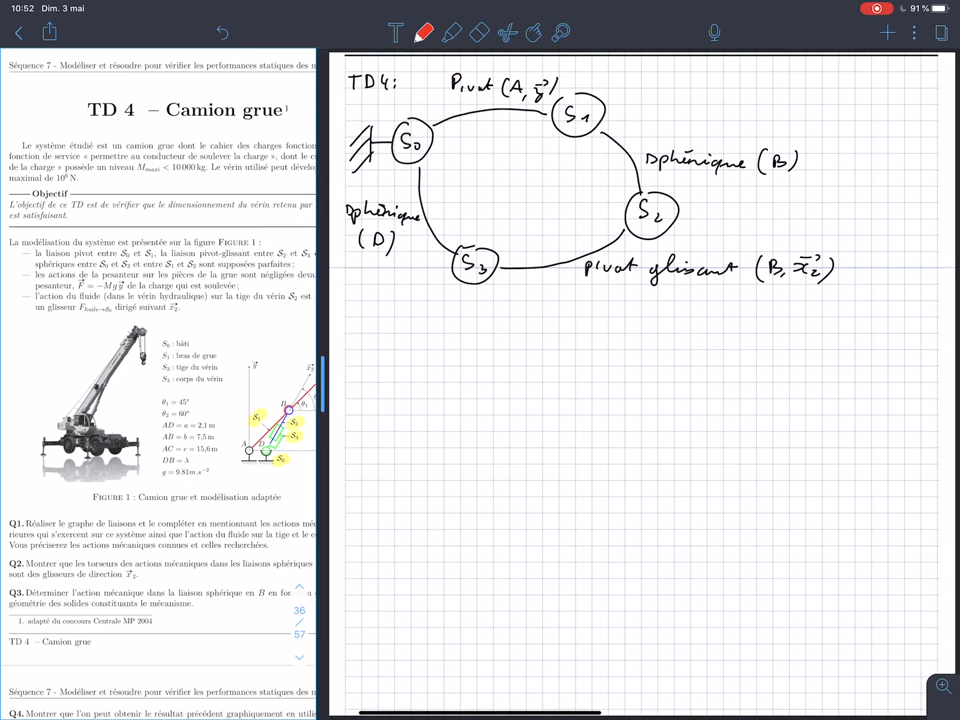 10:52 Dim. 3 mai
91 %
Séquence 7 - Modéliser et résoudre pour vérifier les performances statiques des m
TD 4 – Camion grue1
Le système étudié est un camion grue dont le cahier des charges fonction
fonction de service « permettre au conducteur de soulever la charge », dont le c
de la charge » possède un niveau Mmaxi < 10 000 kg. Le vérin utilisé peut dévelo
maximal de 10⁶ N.
Objectif
L'objectif de ce TD est de vérifier que le dimensionnement du vérin retenu par
est satisfaisant.
La modélisation du système est présentée sur la figure FIGURE 1 :
— la liaison pivot entre S0 et S1, la liaison pivot-glissant entre S2 et S3
sphériques entre S0 et S3 et entre S1 et S2 sont supposées parfaites ;
— les actions de la pesanteur sur les pièces de la grue sont négligées deva
pesanteur, F⃗ = −Mg y⃗ de la charge qui est soulevée ;
— l'action du fluide (dans le vérin hydraulique) sur la tige du vérin S2 est
un glisseur Fhuile→S2 dirigé suivant x⃗2.
S0 : bâti
S1 : bras de grue
S2 : tige du vérin
S3 : corps du vérin
θ1 = 45°
θ2 = 60°
AD = a = 2,1 m
AB = b = 7,5 m
AC = c = 15,6 m
DB = λ
g = 9.81m.s⁻²
y⃗
x⃗2
B
θ1
S1
S2
S3
A
D
S0
FIGURE 1 : Camion grue et modélisation adaptée
Q1. Réaliser le graphe de liaisons et le compléter en mentionnant les actions mé
rieures qui s'exercent sur ce système ainsi que l'action du fluide sur la tige et le c
Vous préciserez les actions mécaniques connues et celles recherchées.
Q2. Montrer que les torseurs des actions mécaniques dans les liaisons sphériques
sont des glisseurs de direction x⃗2.
Q3. Déterminer l'action mécanique dans la liaison sphérique en B en fon
géométrie des solides constituants le mécanisme.
1. adapté du concours Centrale MP 2004
TD 4 – Camion grue
36
/
57
Séquence 7 - Modéliser et résoudre pour vérifier les performances statiques des m
Q4. Montrer que l'on peut obtenir le résultat précédent graphiquement en utilis
TD4:
Pivot (A, z⃗)
S0
S1
sphérique (B)
S2
sphérique
(D)
S3
pivot glissant (B, x⃗2)